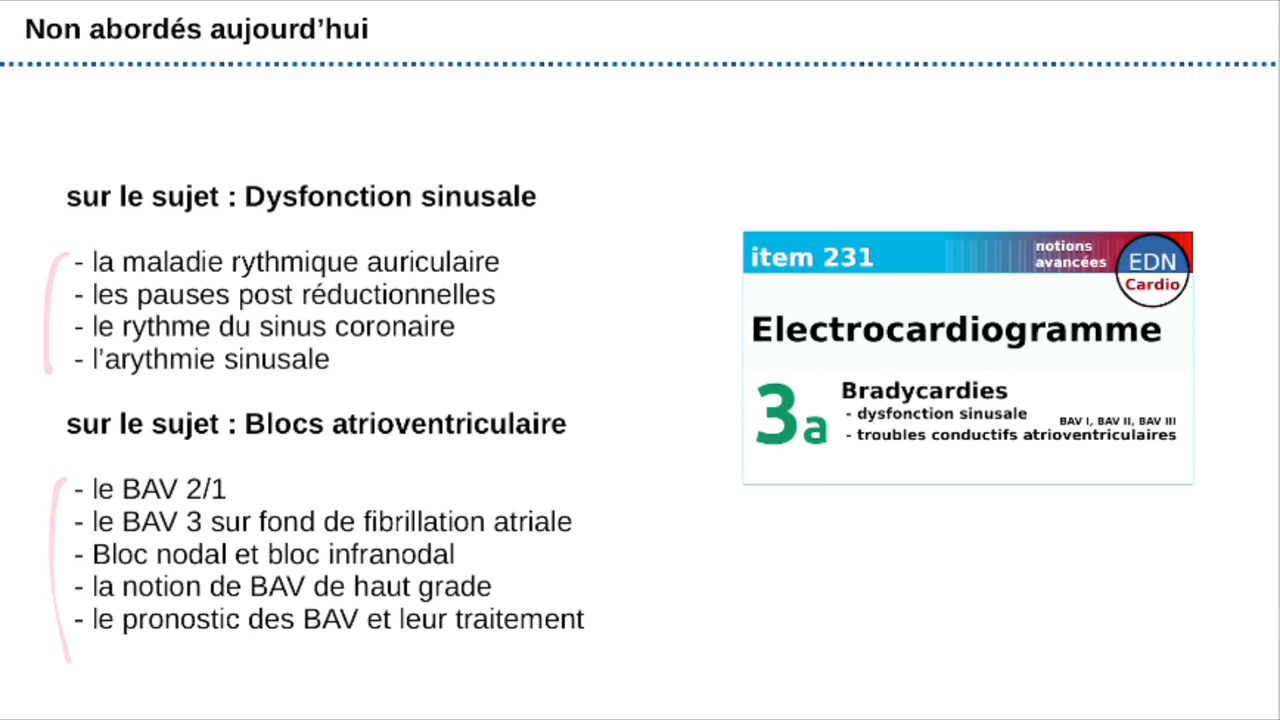 Non abordés aujourd’hui
sur le sujet : Dysfonction sinusale
- la maladie rythmique auriculaire
- les pauses post réductionnelles
- le rythme du sinus coronaire
- l’arythmie sinusale
sur le sujet : Blocs atrioventriculaire
- le BAV 2/1
- le BAV 3 sur fond de fibrillation atriale
- Bloc nodal et bloc infranodal
- la notion de BAV de haut grade
- le pronostic des BAV et leur traitement
item 231
notions
avancées
EDN
Cardio
Electrocardiogramme
3a
Bradycardies
- dysfonction sinusale
BAV I, BAV II, BAV III
- troubles conductifs atrioventriculaires